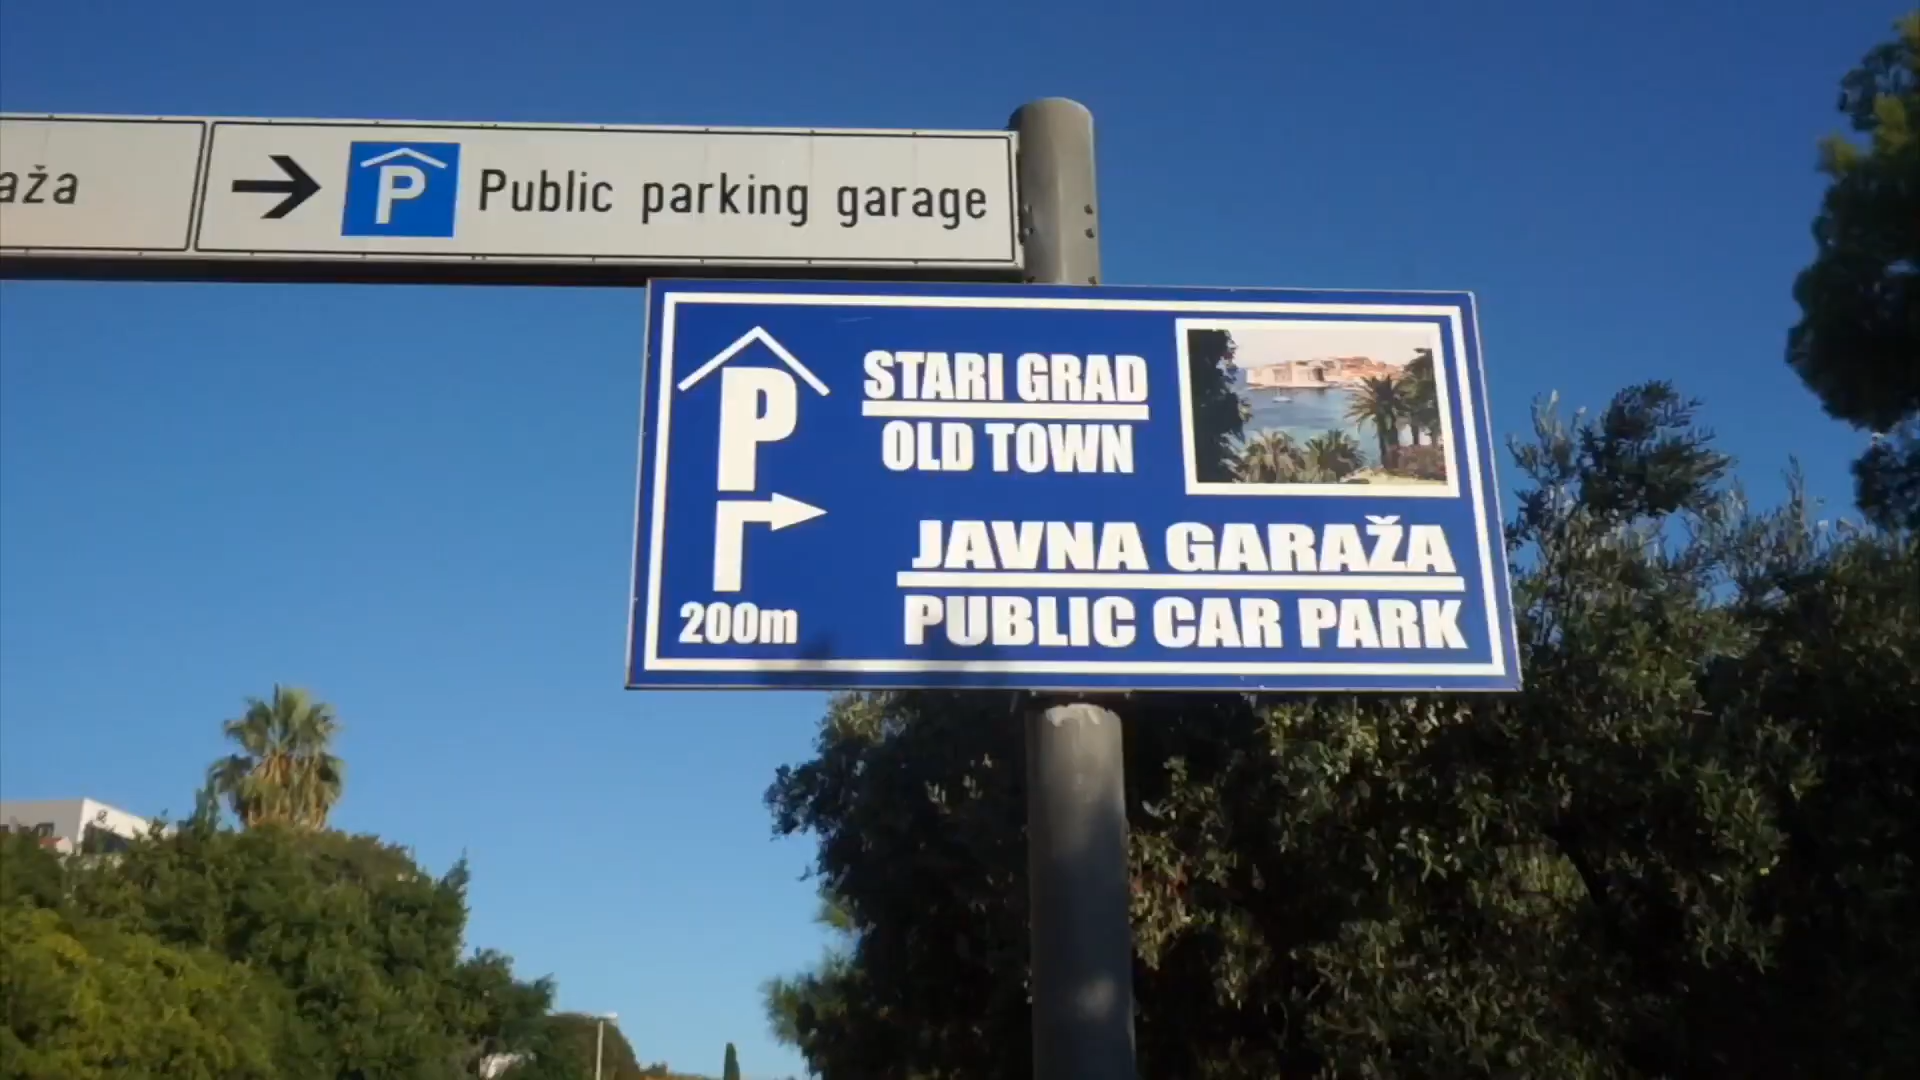 aža
P Public parking garage
P
STARI GRAD
OLD TOWN
JAVNA GARAŽA
PUBLIC CAR PARK
200m